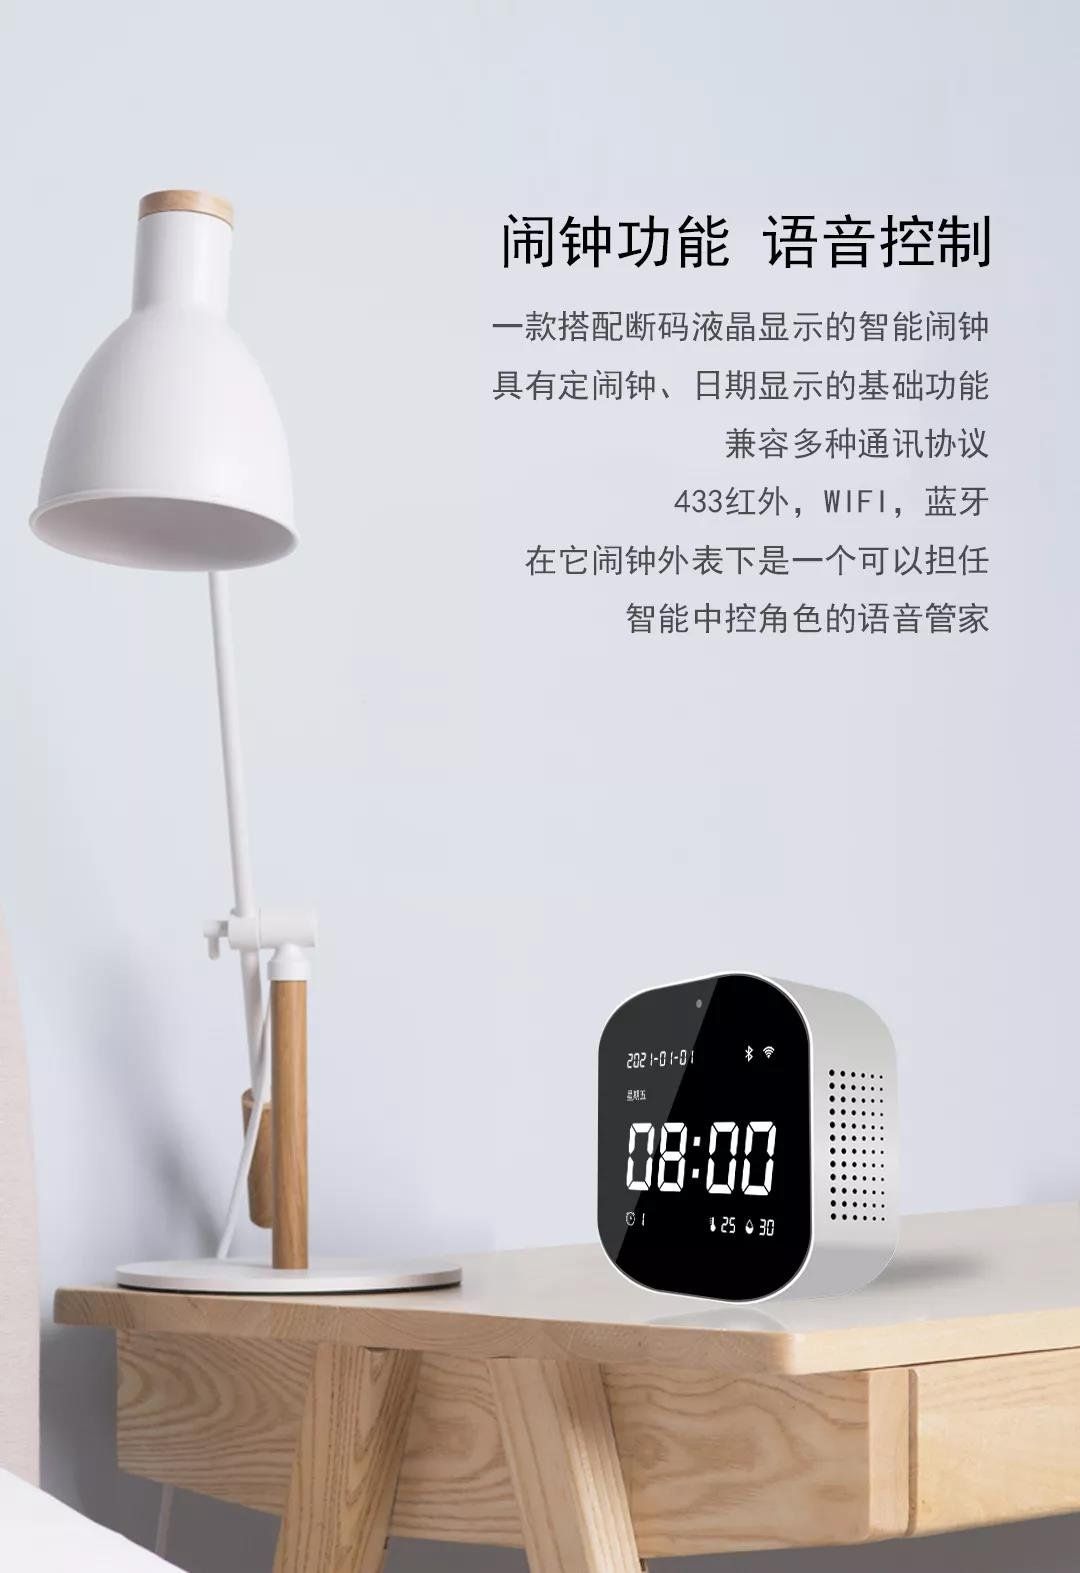 闹钟功能 语音控制
一款搭配断码液晶显示的智能闹钟
具有定闹钟、日期显示的基础功能
兼容多种通讯协议
433红外，WIFI，蓝牙
在它闹钟外表下是一个可以担任
智能中控角色的语音管家
2021-01-01
星期五
08:00
1 25 30